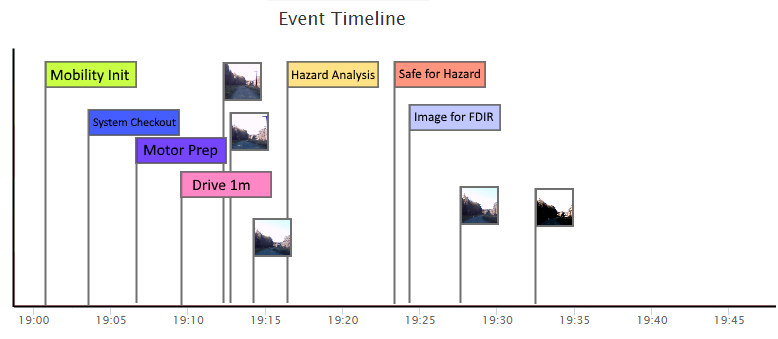 Event Timeline
Mobility Init
Hazard Analysis
Safe for Hazard
System Checkout
Image for FDIR
Motor Prep
Drive 1m
19:00 19:05 19:10 19:15 19:20 19:25 19:30 19:35 19:40 19:45